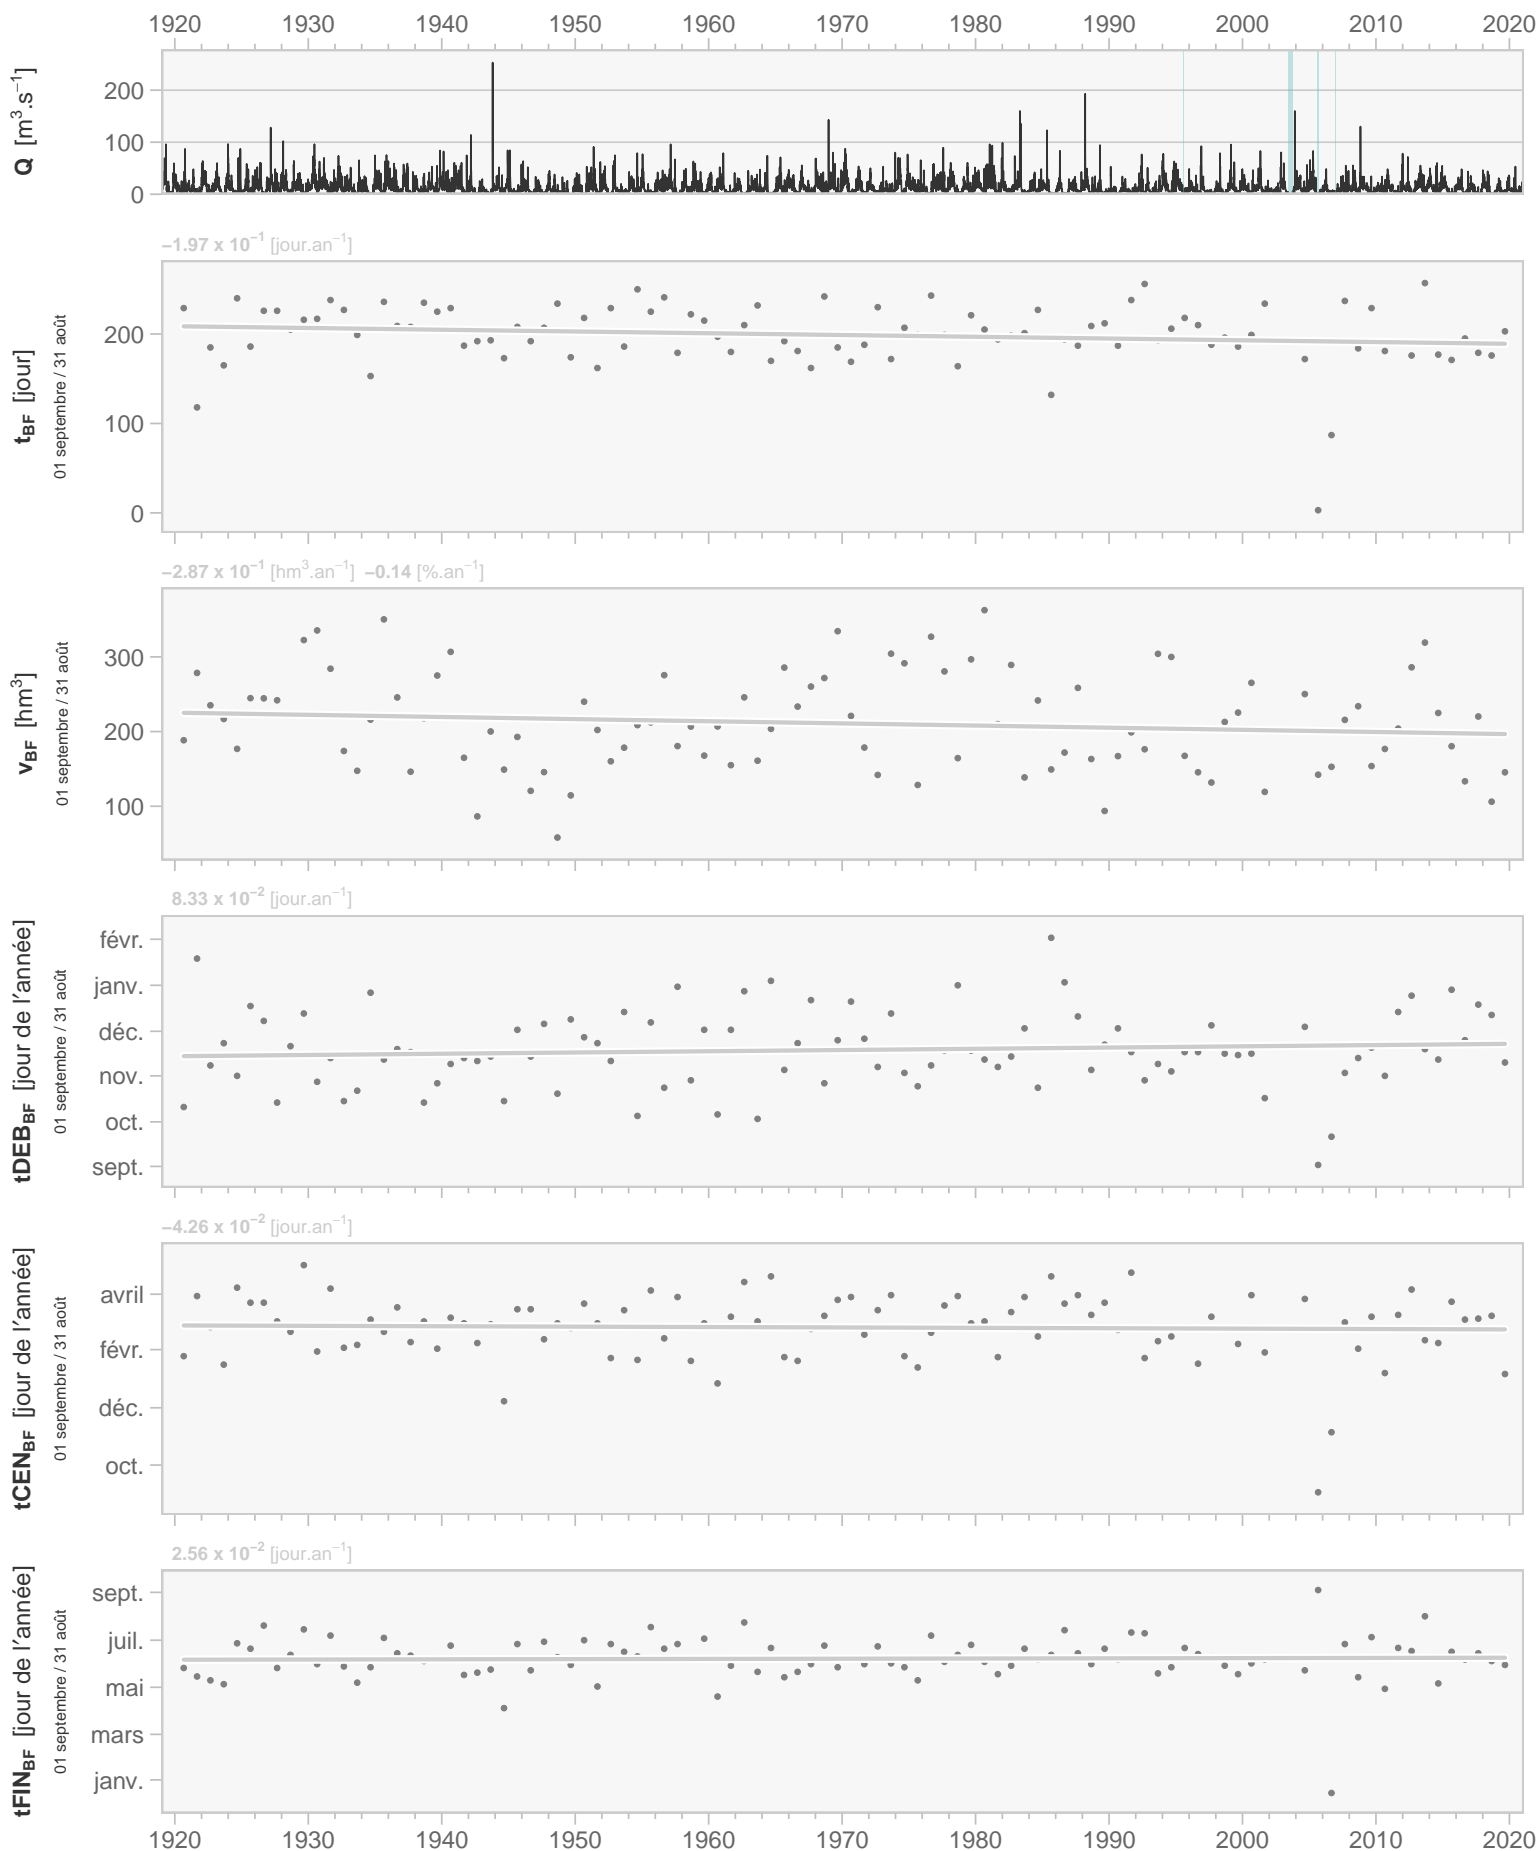 1920 1930 1940 1950 1960 1970 1980 1990 2000 2010 2020
Q [m³.s⁻¹]
200
100
0
−1.97 x 10⁻¹ [jour.an⁻¹]
t_BF [jour]
01 septembre / 31 août
200
100
0
−2.87 x 10⁻¹ [hm³.an⁻¹] −0.14 [%.an⁻¹]
v_BF [hm³]
01 septembre / 31 août
300
200
100
8.33 x 10⁻² [jour.an⁻¹]
tDEB_BF [jour de l'année]
01 septembre / 31 août
févr.
janv.
déc.
nov.
oct.
sept.
−4.26 x 10⁻² [jour.an⁻¹]
tCEN_BF [jour de l'année]
01 septembre / 31 août
avril
févr.
déc.
oct.
2.56 x 10⁻² [jour.an⁻¹]
tFIN_BF [jour de l'année]
01 septembre / 31 août
sept.
juil.
mai
mars
janv.
1920 1930 1940 1950 1960 1970 1980 1990 2000 2010 2020